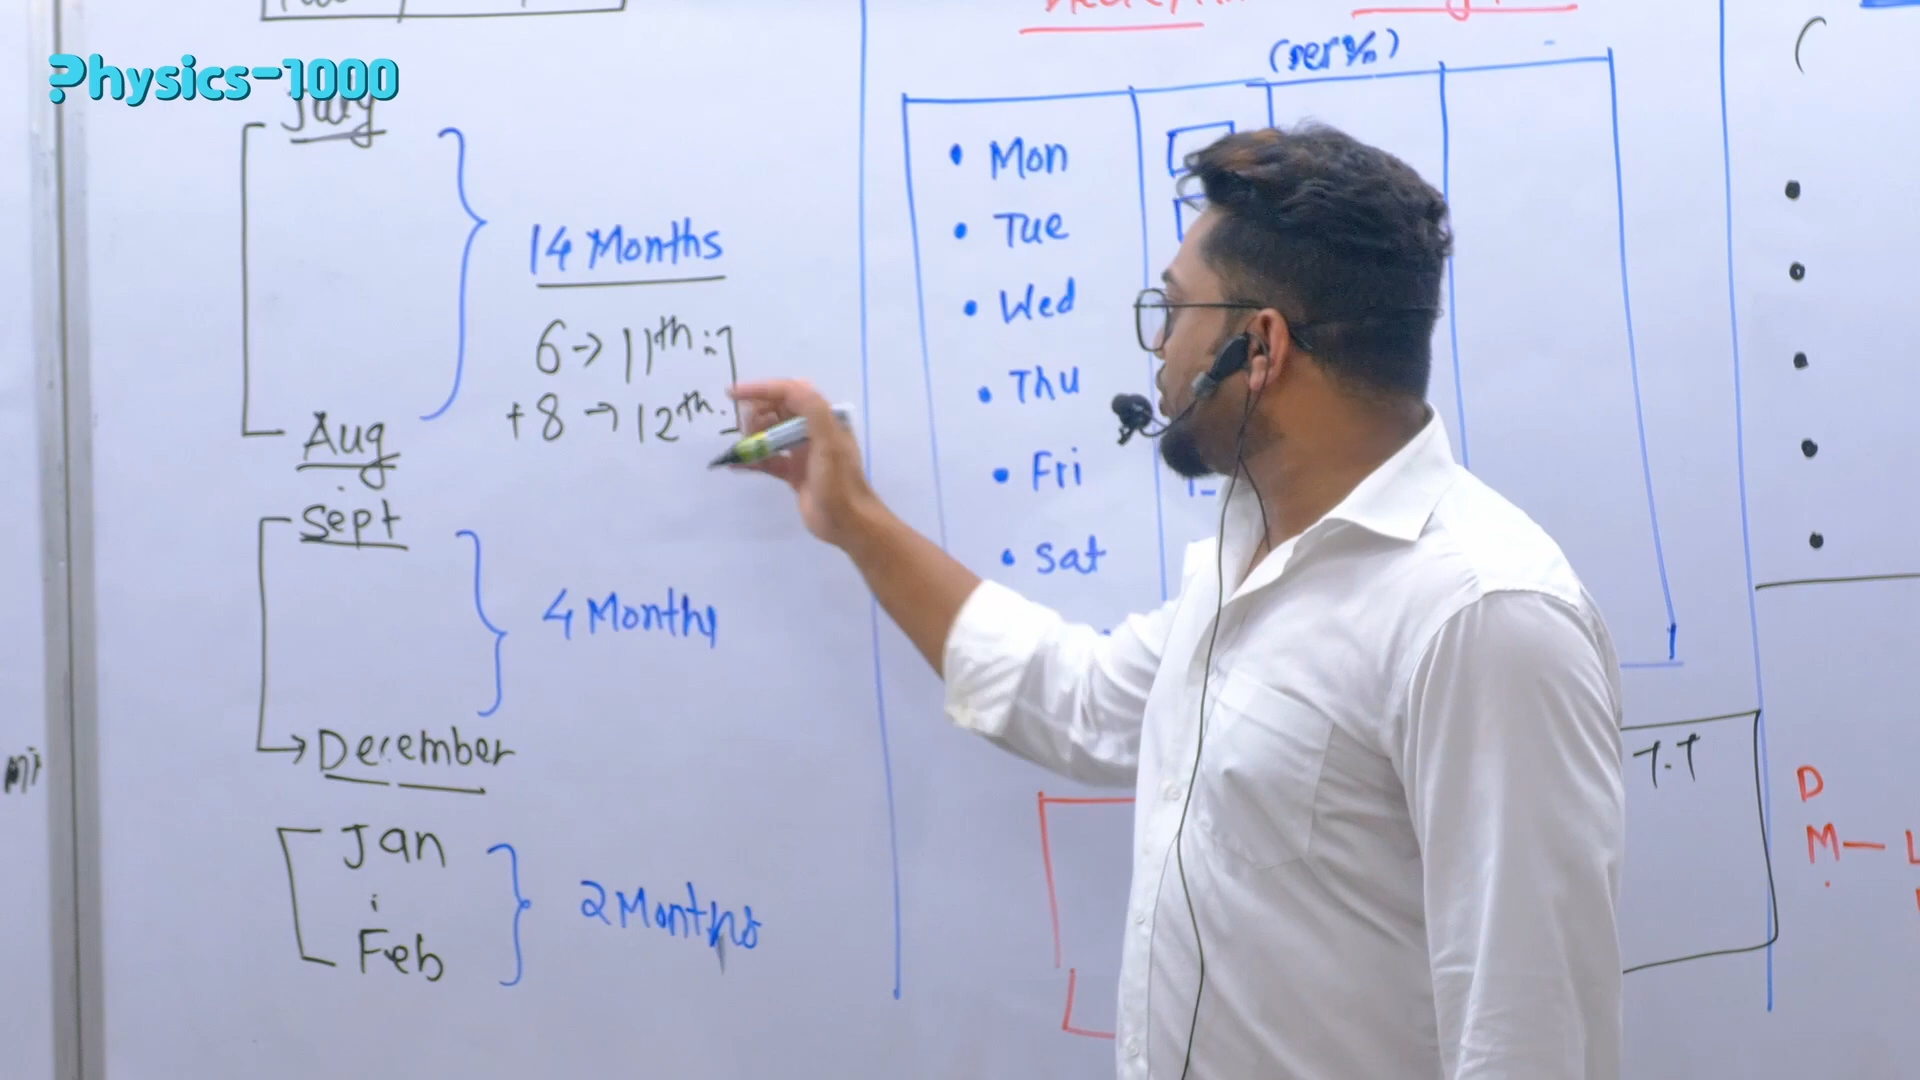 Physics-1000
July
14 Months
6 → 11th :
+ 8 → 12th .
Aug
Sept
4 Months
December
Jan
Feb
2 Months
• Mon
• Tue
• Wed
• Thu
• Fri
• Sat
T.T
D
M—